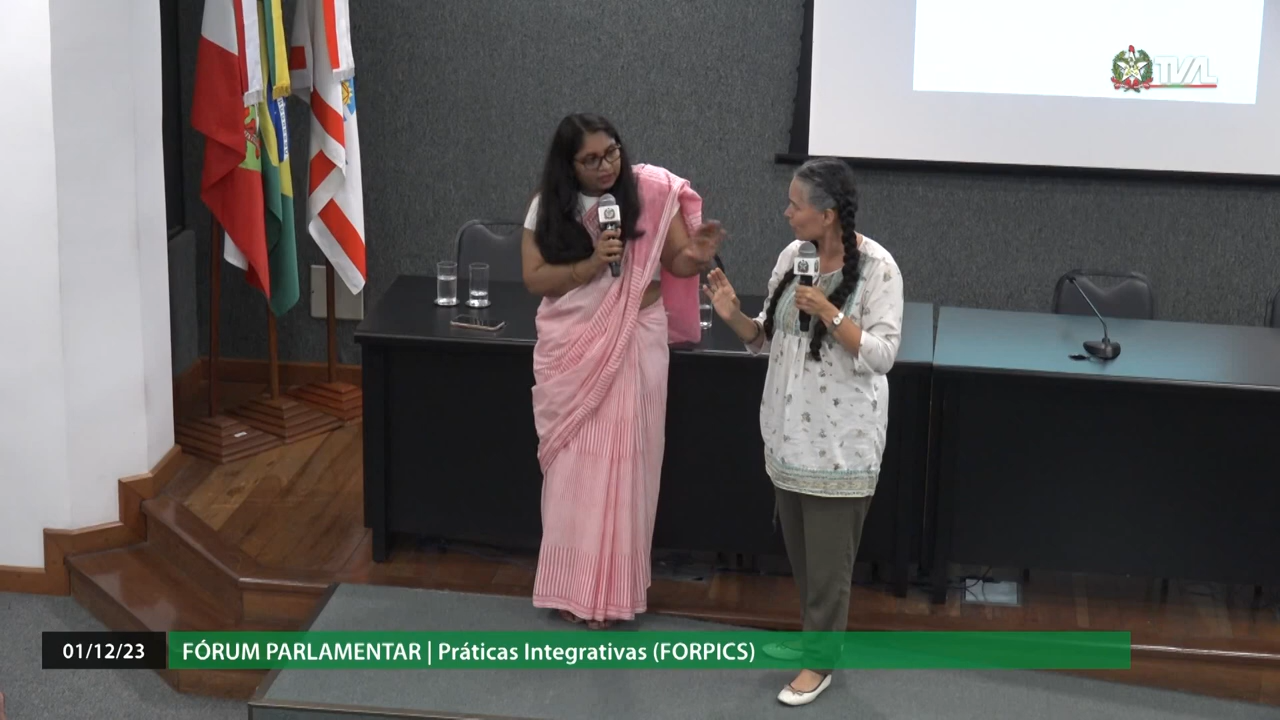 TVAL
01/12/23 FÓRUM PARLAMENTAR | Práticas Integrativas (FORPICS)